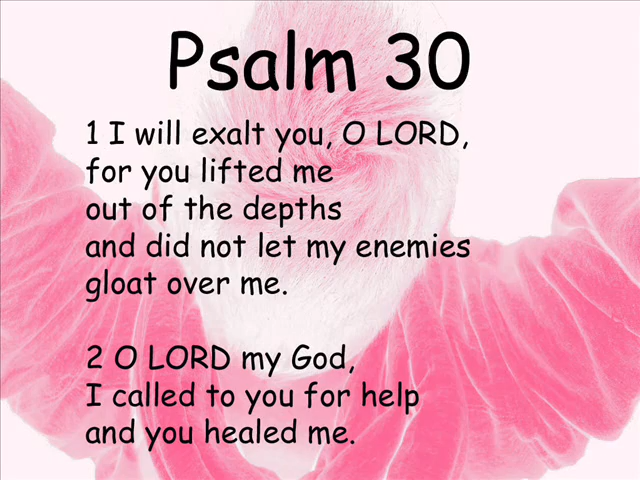 Psalm 30
1 I will exalt you, O LORD,
for you lifted me
out of the depths
and did not let my enemies
gloat over me.
2 O LORD my God,
I called to you for help
and you healed me.